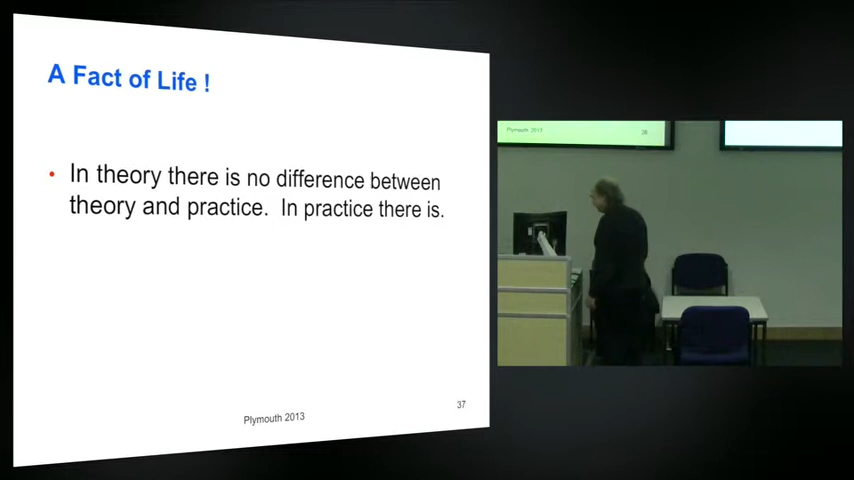 A Fact of Life !
• In theory there is no difference between
theory and practice. In practice there is.
Plymouth 2013
37
Plymouth 2013